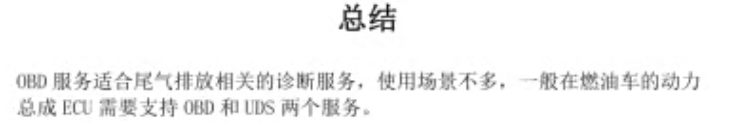 总结
OBD 服务适合尾气排放相关的诊断服务，使用场景不多，一般在燃油车的动力
总成 ECU 需要支持 OBD 和 UDS 两个服务。